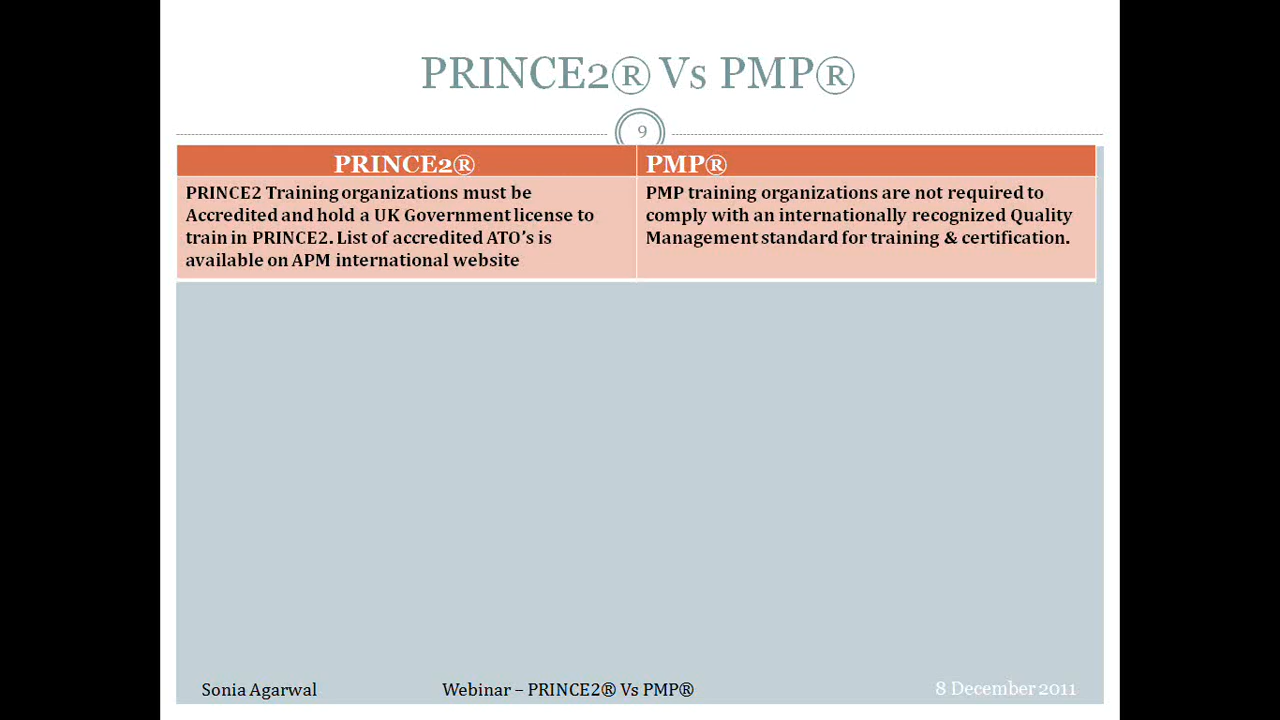 PRINCE2® Vs PMP®
9
PRINCE2®
PMP®
PRINCE2 Training organizations must be
Accredited and hold a UK Government license to
train in PRINCE2. List of accredited ATO’s is
available on APM international website
PMP training organizations are not required to
comply with an internationally recognized Quality
Management standard for training & certification.
Sonia Agarwal
Webinar – PRINCE2® Vs PMP®
8 December 2011